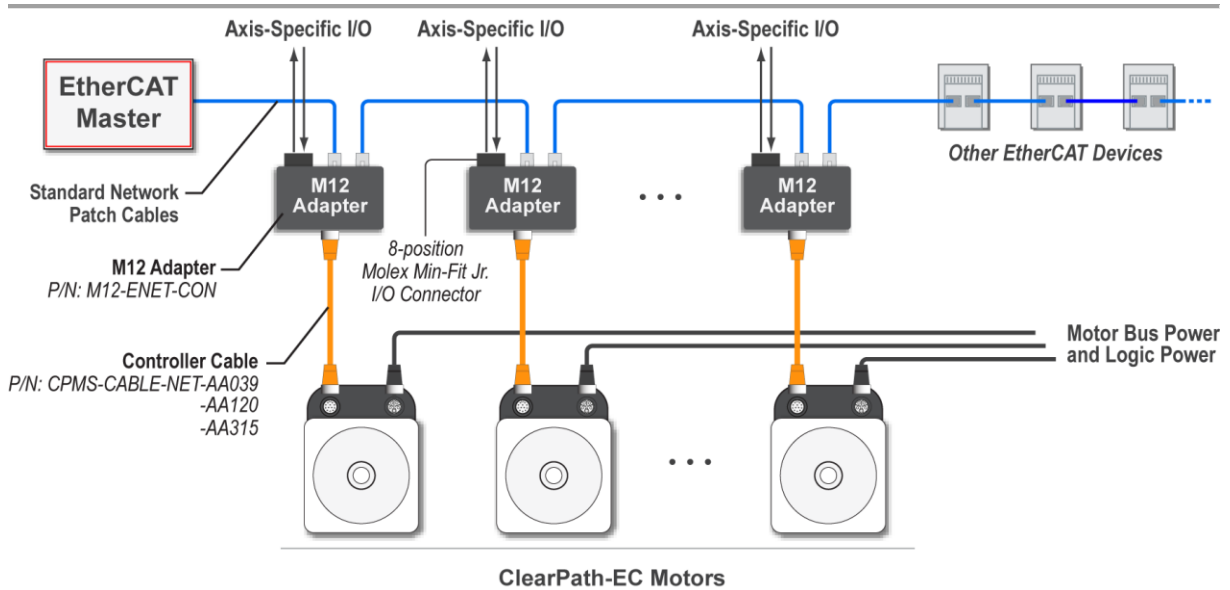 Axis-Specific I/O
Axis-Specific I/O
Axis-Specific I/O
EtherCAT
Master
Other EtherCAT Devices
Standard Network
Patch Cables
M12
Adapter
M12
Adapter
• • •
M12
Adapter
M12 Adapter
P/N: M12-ENET-CON
8-position
Molex Min-Fit Jr.
I/O Connector
Motor Bus Power
and Logic Power
Controller Cable
P/N: CPMS-CABLE-NET-AA039
-AA120
-AA315
• • •
ClearPath-EC Motors